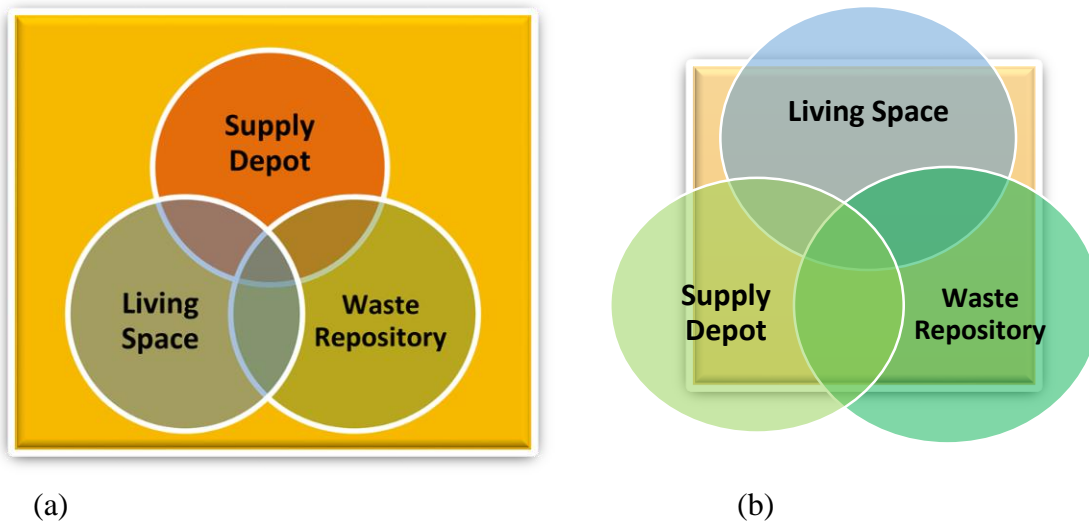 Supply
Depot
Living
Space
Waste
Repository
(a)
Living Space
Supply
Depot
Waste
Repository
(b)